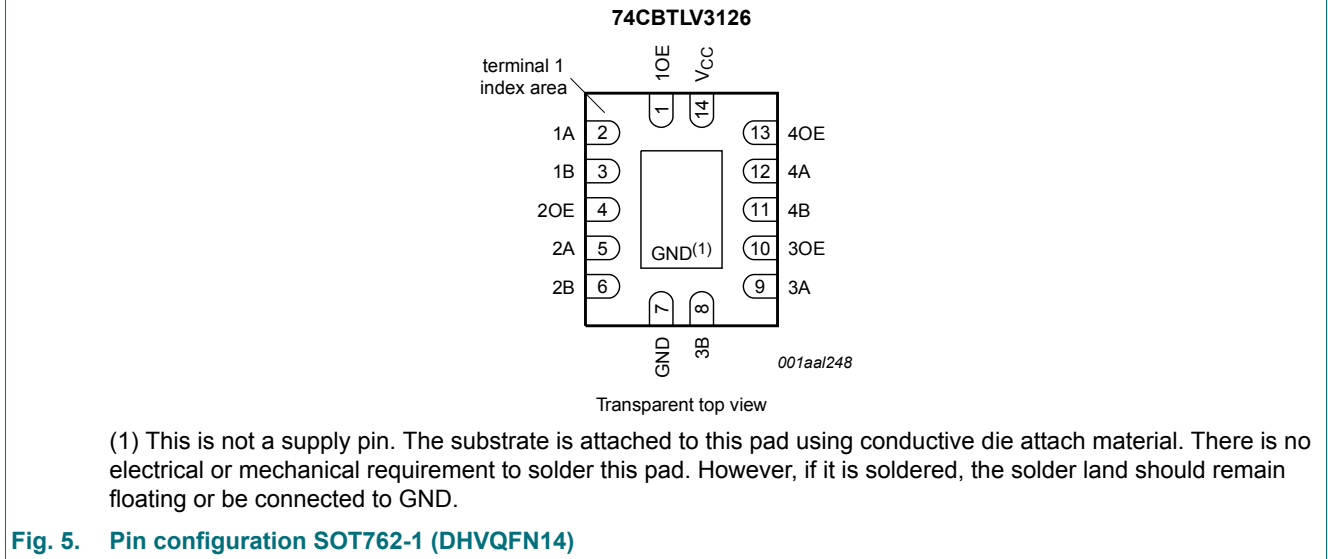 74CBTLV3126
terminal 1
index area
1OE
VCC
1
14
1A 2
13 4OE
1B 3
12 4A
2OE 4
11 4B
2A 5
GND(1)
10 3OE
2B 6
9 3A
7
8
GND
3B
001aal248
Transparent top view
(1) This is not a supply pin. The substrate is attached to this pad using conductive die attach material. There is no
electrical or mechanical requirement to solder this pad. However, if it is soldered, the solder land should remain
floating or be connected to GND.
Fig. 5. Pin configuration SOT762-1 (DHVQFN14)